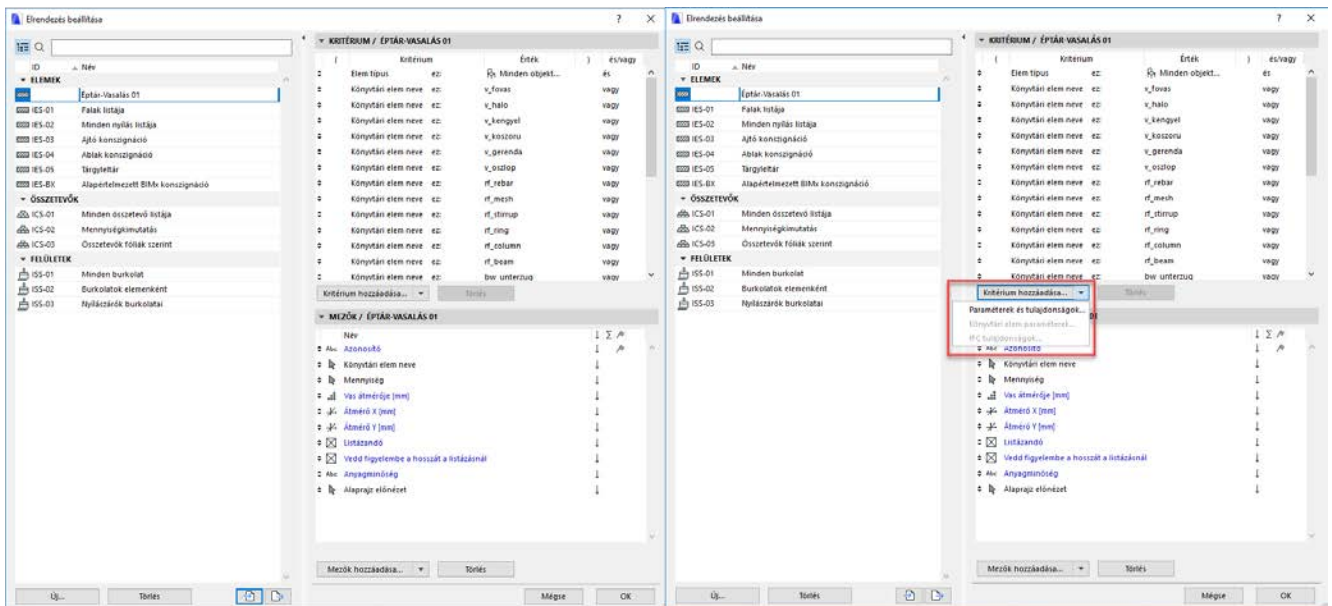 Elrendezés beállítása
ID Név
ELEMEK
Éptár-Vasalás 01
IES-01 Falak listája
IES-02 Minden nyílás listája
IES-03 Ajtó konszignáció
IES-04 Ablak konszignáció
IES-05 Tárgyleltár
IES-BX Alapértelmezett BIMx konszignáció
ÖSSZETEVŐK
ICS-01 Minden összetevő listája
ICS-02 Mennyiségkimutatás
ICS-03 Összetevők fóliák szerint
FELÜLETEK
ISS-01 Minden burkolat
ISS-02 Burkolatok elemenként
ISS-03 Nyílászárók burkolatai
Új... Törlés
KRITÉRIUM / ÉPTÁR-VASALÁS 01
( Kritérium Érték ) és/vagy
Elem típus ez: Minden objekt... és
Könyvtári elem neve ez: v_fovas vagy
Könyvtári elem neve ez: v_halo vagy
Könyvtári elem neve ez: v_kengyel vagy
Könyvtári elem neve ez: v_koszoru vagy
Könyvtári elem neve ez: v_gerenda vagy
Könyvtári elem neve ez: v_oszlop vagy
Könyvtári elem neve ez: rf_rebar vagy
Könyvtári elem neve ez: rf_mesh vagy
Könyvtári elem neve ez: rf_stirrup vagy
Könyvtári elem neve ez: rf_ring vagy
Könyvtári elem neve ez: rf_column vagy
Könyvtári elem neve ez: rf_beam vagy
Könyvtári elem neve ez: bw_unterzug vagy
Kritérium hozzáadása... Törlés
MEZŐK / ÉPTÁR-VASALÁS 01
Név
Abc Azonosító
Könyvtári elem neve
Mennyiség
Vas átmérője [mm]
Átmérő X [mm]
Átmérő Y [mm]
Listázandó
Vedd figyelembe a hosszát a listázásnál
Abc Anyagminőség
Alaprajz előnézet
Mezők hozzáadása... Törlés
Mégse OK
Elrendezés beállítása
ID Név
ELEMEK
Éptár-Vasalás 01
IES-01 Falak listája
IES-02 Minden nyílás listája
IES-03 Ajtó konszignáció
IES-04 Ablak konszignáció
IES-05 Tárgyleltár
IES-BX Alapértelmezett BIMx konszignáció
ÖSSZETEVŐK
ICS-01 Minden összetevő listája
ICS-02 Mennyiségkimutatás
ICS-03 Összetevők fóliák szerint
FELÜLETEK
ISS-01 Minden burkolat
ISS-02 Burkolatok elemenként
ISS-03 Nyílászárók burkolatai
Új... Törlés
KRITÉRIUM / ÉPTÁR-VASALÁS 01
( Kritérium Érték ) és/vagy
Elem típus ez: Minden objekt... és
Könyvtári elem neve ez: v_fovas vagy
Könyvtári elem neve ez: v_halo vagy
Könyvtári elem neve ez: v_kengyel vagy
Könyvtári elem neve ez: v_koszoru vagy
Könyvtári elem neve ez: v_gerenda vagy
Könyvtári elem neve ez: v_oszlop vagy
Könyvtári elem neve ez: rf_rebar vagy
Könyvtári elem neve ez: rf_mesh vagy
Könyvtári elem neve ez: rf_stirrup vagy
Könyvtári elem neve ez: rf_ring vagy
Könyvtári elem neve ez: rf_column vagy
Könyvtári elem neve ez: rf_beam vagy
Könyvtári elem neve ez: bw_unterzug vagy
Kritérium hozzáadása... Törlés
Paraméterek és tulajdonságok...
Könyvtári elem paraméterek...
IFC tulajdonságok...
01
Abc Azonosító
Könyvtári elem neve
Mennyiség
Vas átmérője [mm]
Átmérő X [mm]
Átmérő Y [mm]
Listázandó
Vedd figyelembe a hosszát a listázásnál
Abc Anyagminőség
Alaprajz előnézet
Mezők hozzáadása... Törlés
Mégse OK